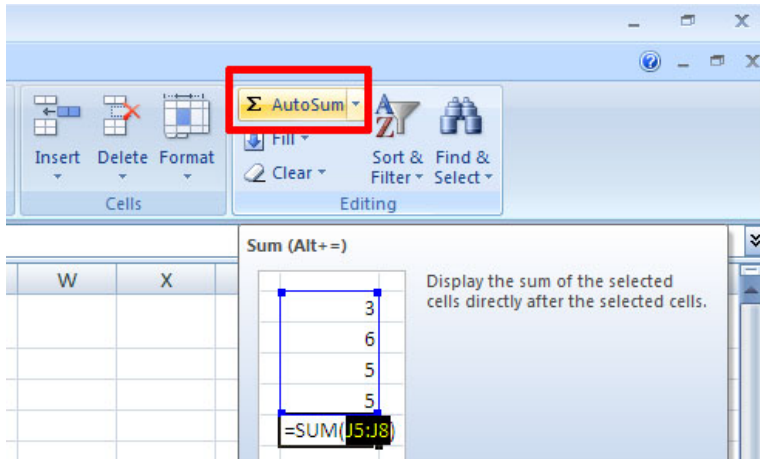 Σ AutoSum
Fill
Clear
Insert
Delete
Format
Sort &
Filter
Find &
Select
Cells
Editing
Sum (Alt+=)
Display the sum of the selected
cells directly after the selected cells.
W X
3
6
5
5
=SUM(J5:J8)